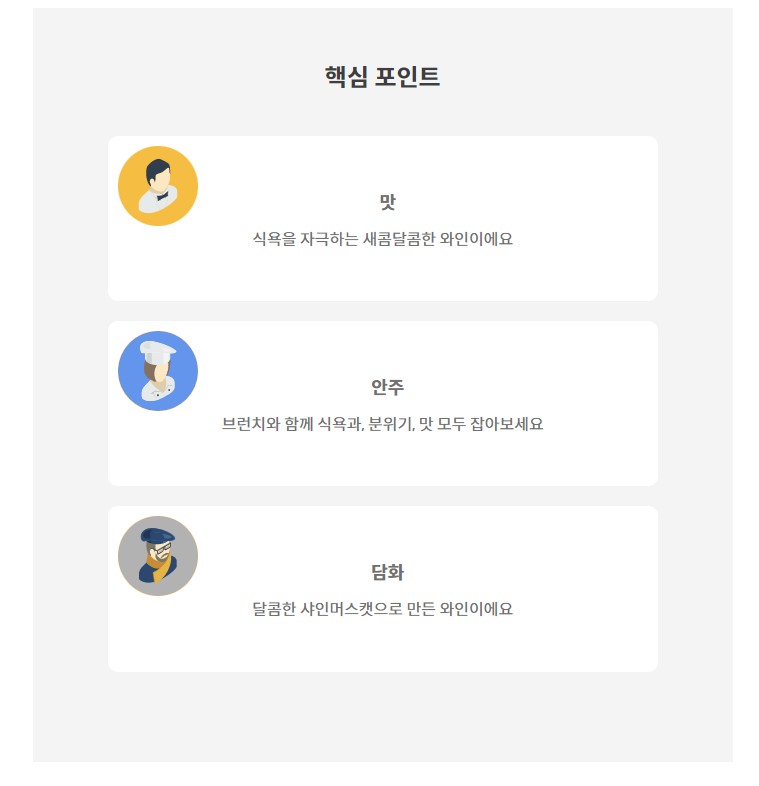 핵심 포인트
맛
식욕을 자극하는 새콤달콤한 와인이에요
안주
브런치와 함께 식욕과, 분위기, 맛 모두 잡아보세요
담화
달콤한 샤인머스캣으로 만든 와인이에요